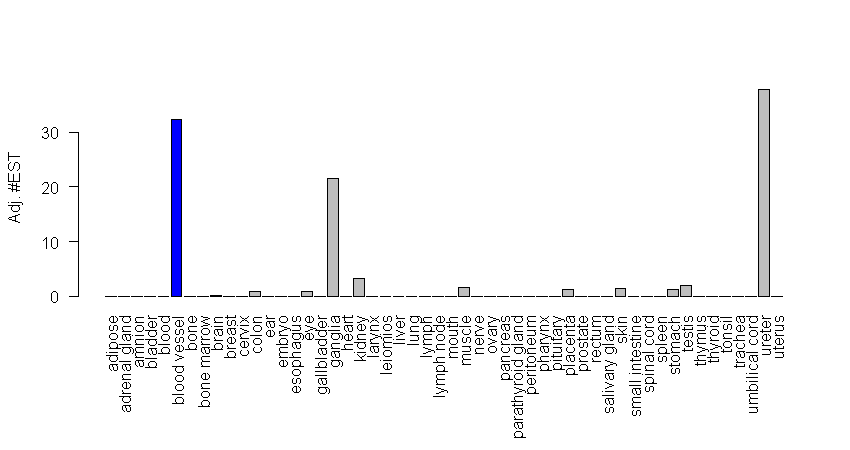 Adj. #EST
30
20
10
0
adipose
adrenal gland
amnion
bladder
blood
blood vessel
bone
bone marrow
brain
breast
cervix
colon
ear
embryo
esophagus
eye
gallbladder
ganglia
heart
kidney
larynx
leiomios
liver
lung
lymph
lymph node
mouth
muscle
nerve
ovary
pancreas
parathyroid gland
peritoneum
pharynx
pituitary
placenta
prostate
rectum
salivary gland
skin
small intestine
spinal cord
spleen
stomach
testis
thymus
thyroid
tonsil
trachea
umbilical cord
ureter
uterus